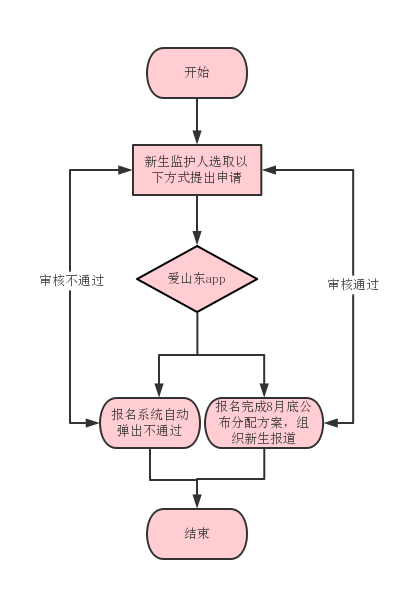 开始
新生监护人选取以
下方式提出申请
审核不通过
爱山东app
审核通过
报名系统自动
弹出不通过
报名完成8月底公
布分配方案，组
织新生报道
结束